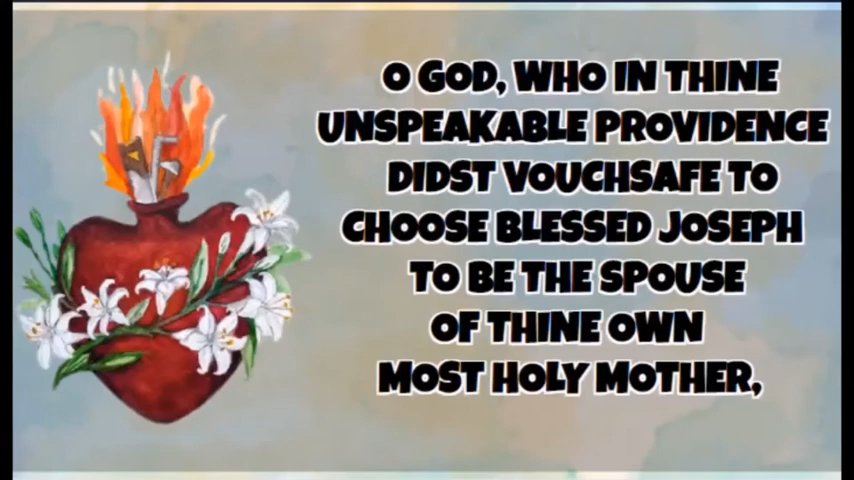 O GOD, WHO IN THINE
UNSPEAKABLE PROVIDENCE
DIDST VOUCHSAFE TO
CHOOSE BLESSED JOSEPH
TO BE THE SPOUSE
OF THINE OWN
MOST HOLY MOTHER,